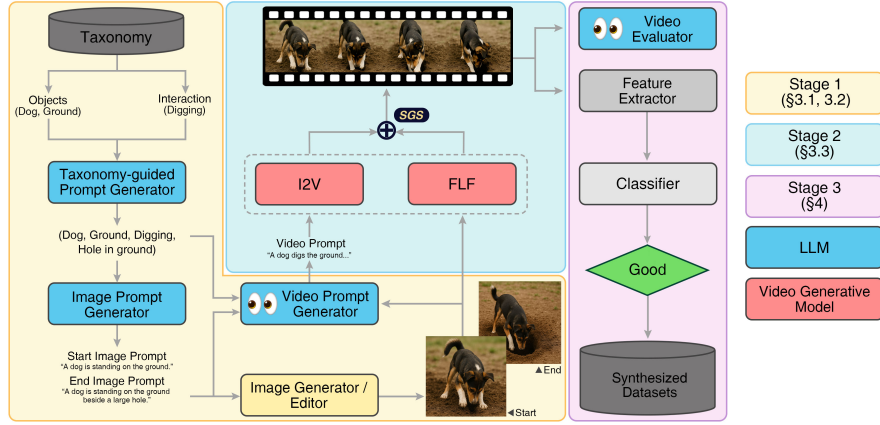 Taxonomy
Objects
(Dog, Ground)
Interaction
(Digging)
Taxonomy-guided
Prompt Generator
(Dog, Ground, Digging,
Hole in ground)
Image Prompt
Generator
Start Image Prompt
“A dog is standing on the ground.”
End Image Prompt
“A dog is standing on the ground
beside a large hole.”
SGS
I2V
FLF
Video Prompt
“A dog digs the ground...”
Video Prompt
Generator
Image Generator /
Editor
▲End
◀Start
Video
Evaluator
Feature
Extractor
Classifier
Good
Synthesized
Datasets
Stage 1
(§3.1, 3.2)
Stage 2
(§3.3)
Stage 3
(§4)
LLM
Video Generative
Model